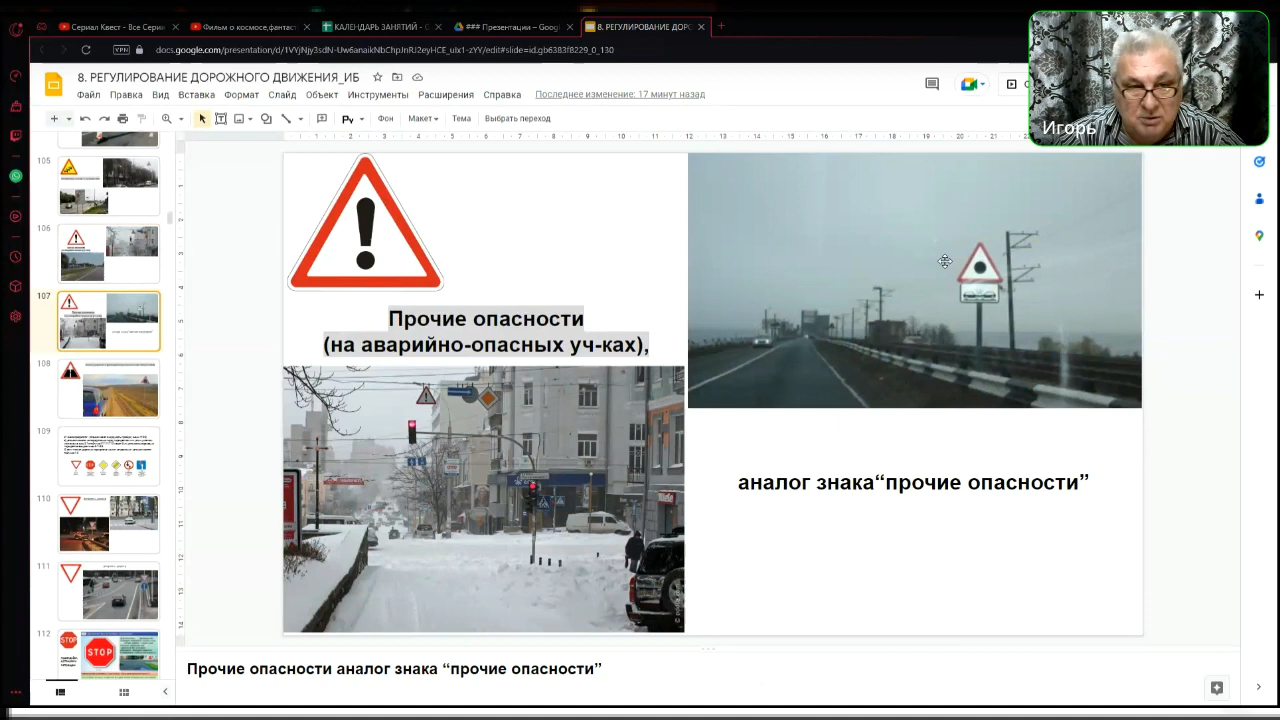 Сериал Квест - Все Серии
Фильм о космосе,фантаст
КАЛЕНДАРЬ ЗАНЯТИЙ - G
### Презентации – Googl
8. РЕГУЛИРОВАНИЕ ДОРО
VPN
docs.google.com/presentation/d/1VYjNjy3sdN-Uw6anaikNbChpJnRJ2eyHCE_ulx1-zYY/edit#slide=id.gb6383f8229_0_130
8. РЕГУЛИРОВАНИЕ ДОРОЖНОГО ДВИЖЕНИЯ_ИБ
Файл Правка Вид Вставка Формат Слайд Объект Инструменты Расширения Справка Последнее изменение: 17 минут назад
Фон Макет Тема Выбрать переход
Игорь
105
106
107
108
109
110
111
112
STOP
STOP
Прочие опасности
(на аварийно-опасных уч-ках),
аналог знака“прочие опасности”
Прочие опасности аналог знака “прочие опасности”